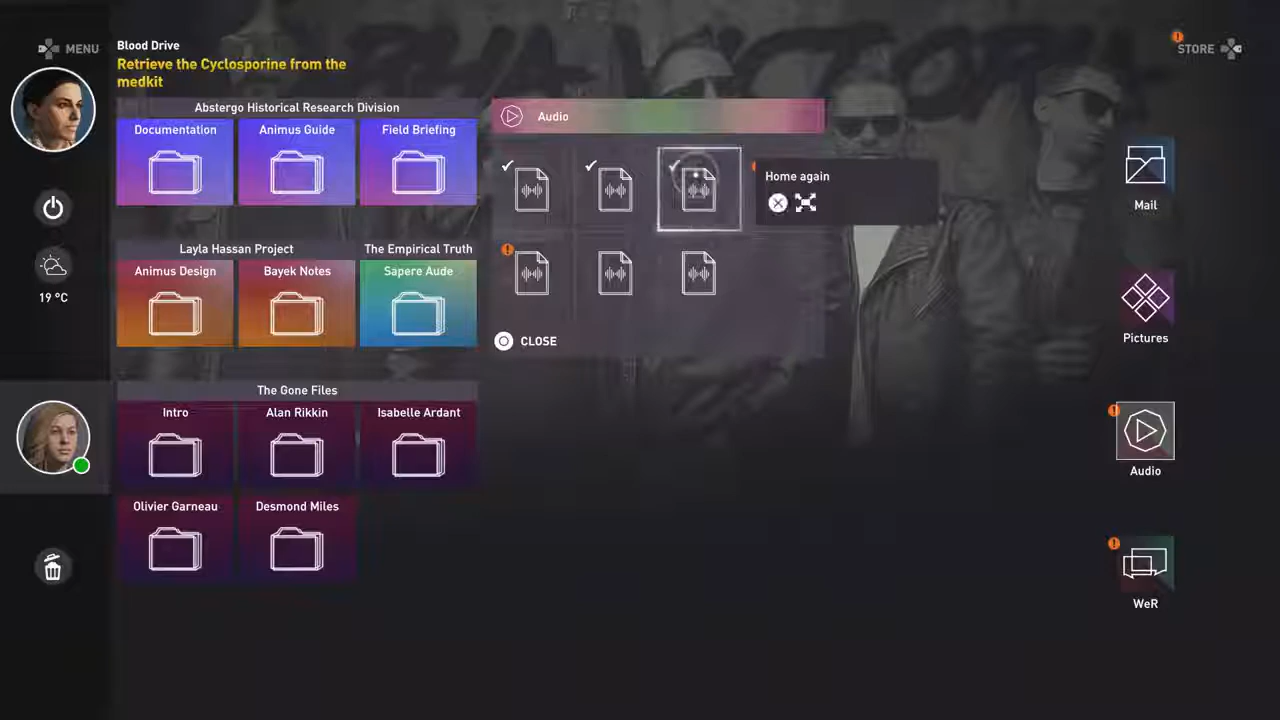 MENU
Blood Drive
Retrieve the Cyclosporine from the
medkit
STORE
Abstergo Historical Research Division
Documentation
Animus Guide
Field Briefing
Layla Hassan Project
The Empirical Truth
Animus Design
Bayek Notes
Sapere Aude
The Gone Files
Intro
Alan Rikkin
Isabelle Ardant
Olivier Garneau
Desmond Miles
19 °C
Audio
Home again
CLOSE
Mail
Pictures
Audio
WeR